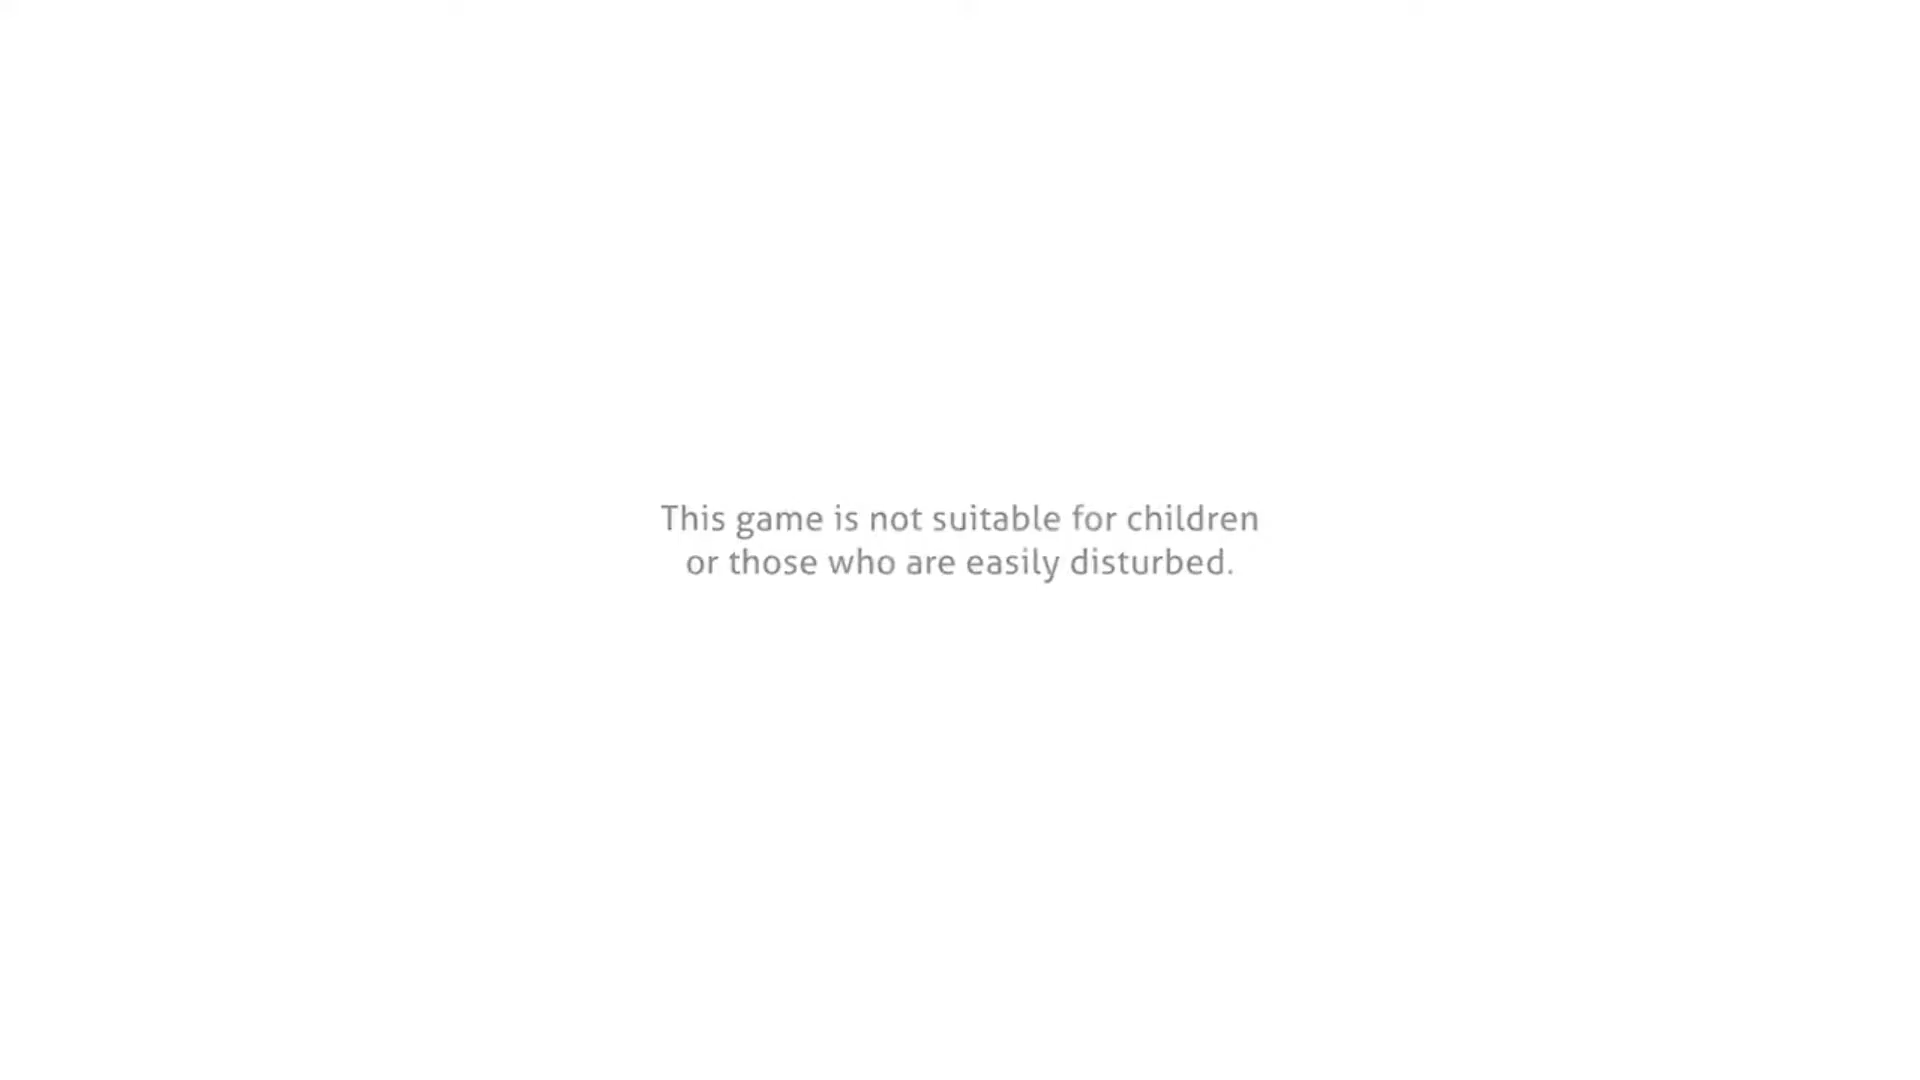 This game is not suitable for children
or those who are easily disturbed.